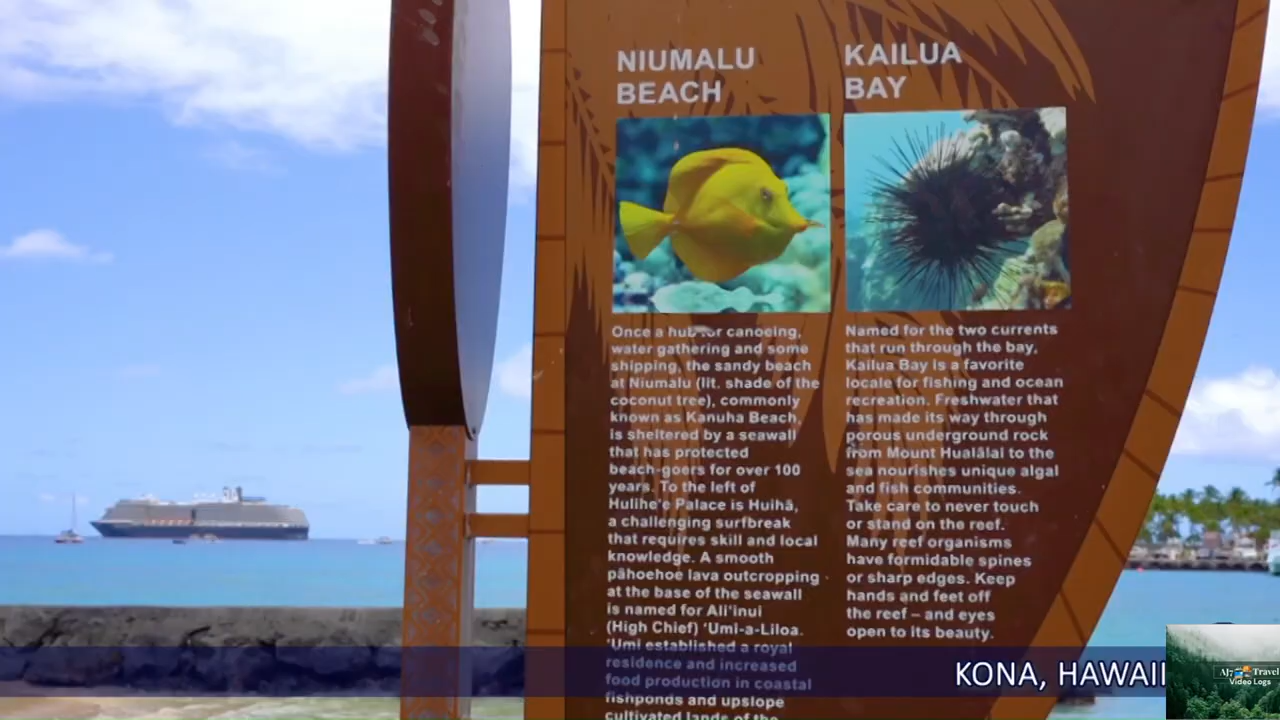 NIUMALU
BEACH
Once a hub for canoeing,
water gathering and some
shipping, the sandy beach
at Niumalu (lit. shade of the
coconut tree), commonly
known as Kanuha Beach,
is sheltered by a seawall
that has protected
beach-goers for over 100
years. To the left of
Hulihe'e Palace is Huihā,
a challenging surfbreak
that requires skill and local
knowledge. A smooth
pāhoehoe lava outcropping
at the base of the seawall
is named for Ali'inui
(High Chief) 'Umi-a-Liloa.
'Umi established a royal
residence and increased
food production in coastal
fishponds and upslope
cultivated lands of the
KAILUA
BAY
Named for the two currents
that run through the bay,
Kailua Bay is a favorite
locale for fishing and ocean
recreation. Freshwater that
has made its way through
porous underground rock
from Mount Hualālai to the
sea nourishes unique algal
and fish communities.
Take care to never touch
or stand on the reef.
Many reef organisms
have formidable spines
or sharp edges. Keep
hands and feet off
the reef – and eyes
open to its beauty.
KONA, HAWAII
Travel
Video Logs